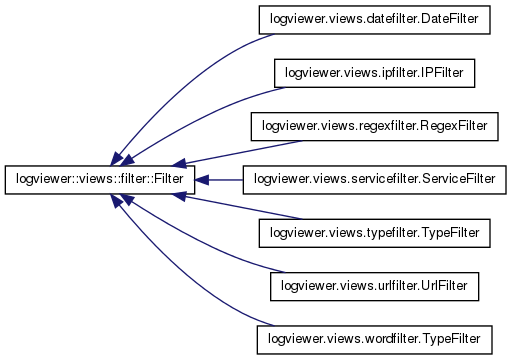 logviewer.views.datefilter.DateFilter
logviewer.views.ipfilter.IPFilter
logviewer.views.regexfilter.RegexFilter
logviewer::views::filter::Filter
logviewer.views.servicefilter.ServiceFilter
logviewer.views.typefilter.TypeFilter
logviewer.views.urlfilter.UrlFilter
logviewer.views.wordfilter.TypeFilter